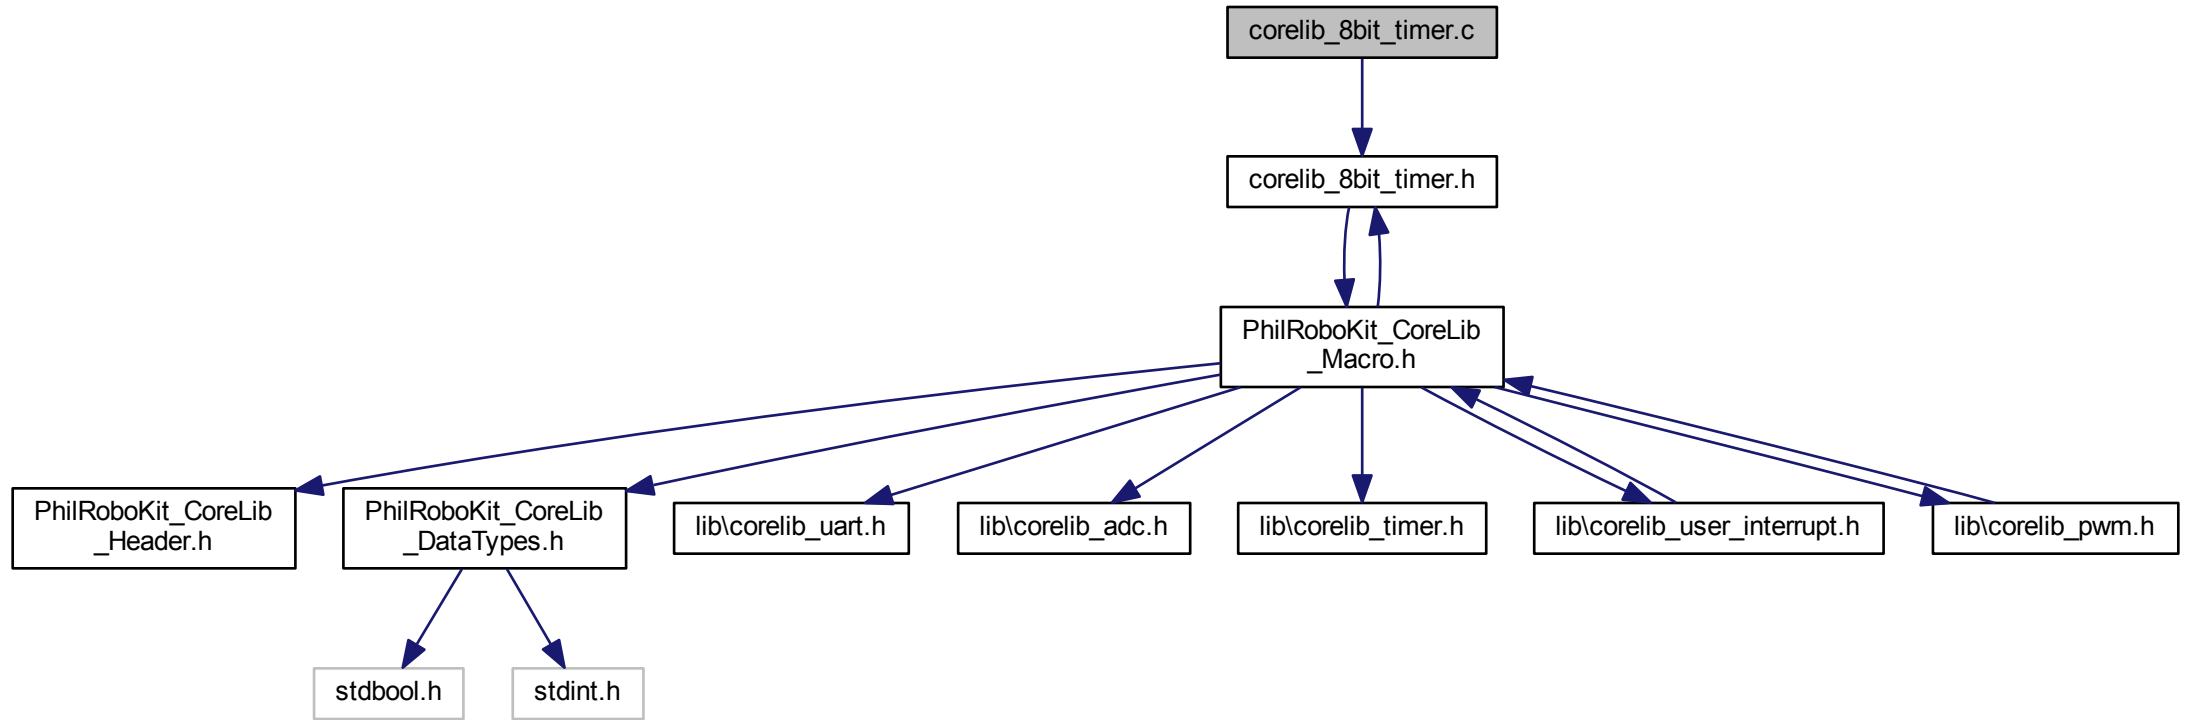 corelib_8bit_timer.c
corelib_8bit_timer.h
PhilRoboKit_CoreLib
_Macro.h
PhilRoboKit_CoreLib
_Header.h
PhilRoboKit_CoreLib
_DataTypes.h
lib\corelib_uart.h
lib\corelib_adc.h
lib\corelib_timer.h
lib\corelib_user_interrupt.h
lib\corelib_pwm.h
stdbool.h
stdint.h